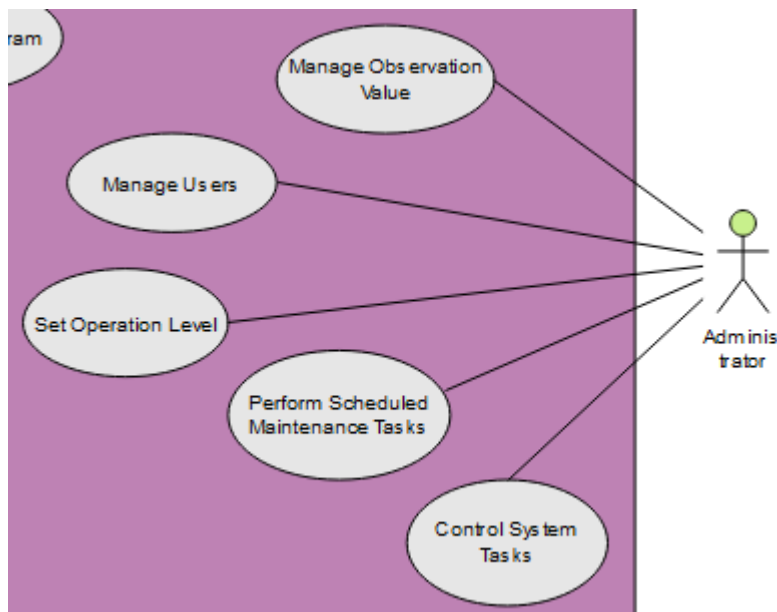 ram
Manage Observation
Value
Manage Users
Set Operation Level
Adminis
trator
Perform Scheduled
Maintenance Tasks
Control System
Tasks